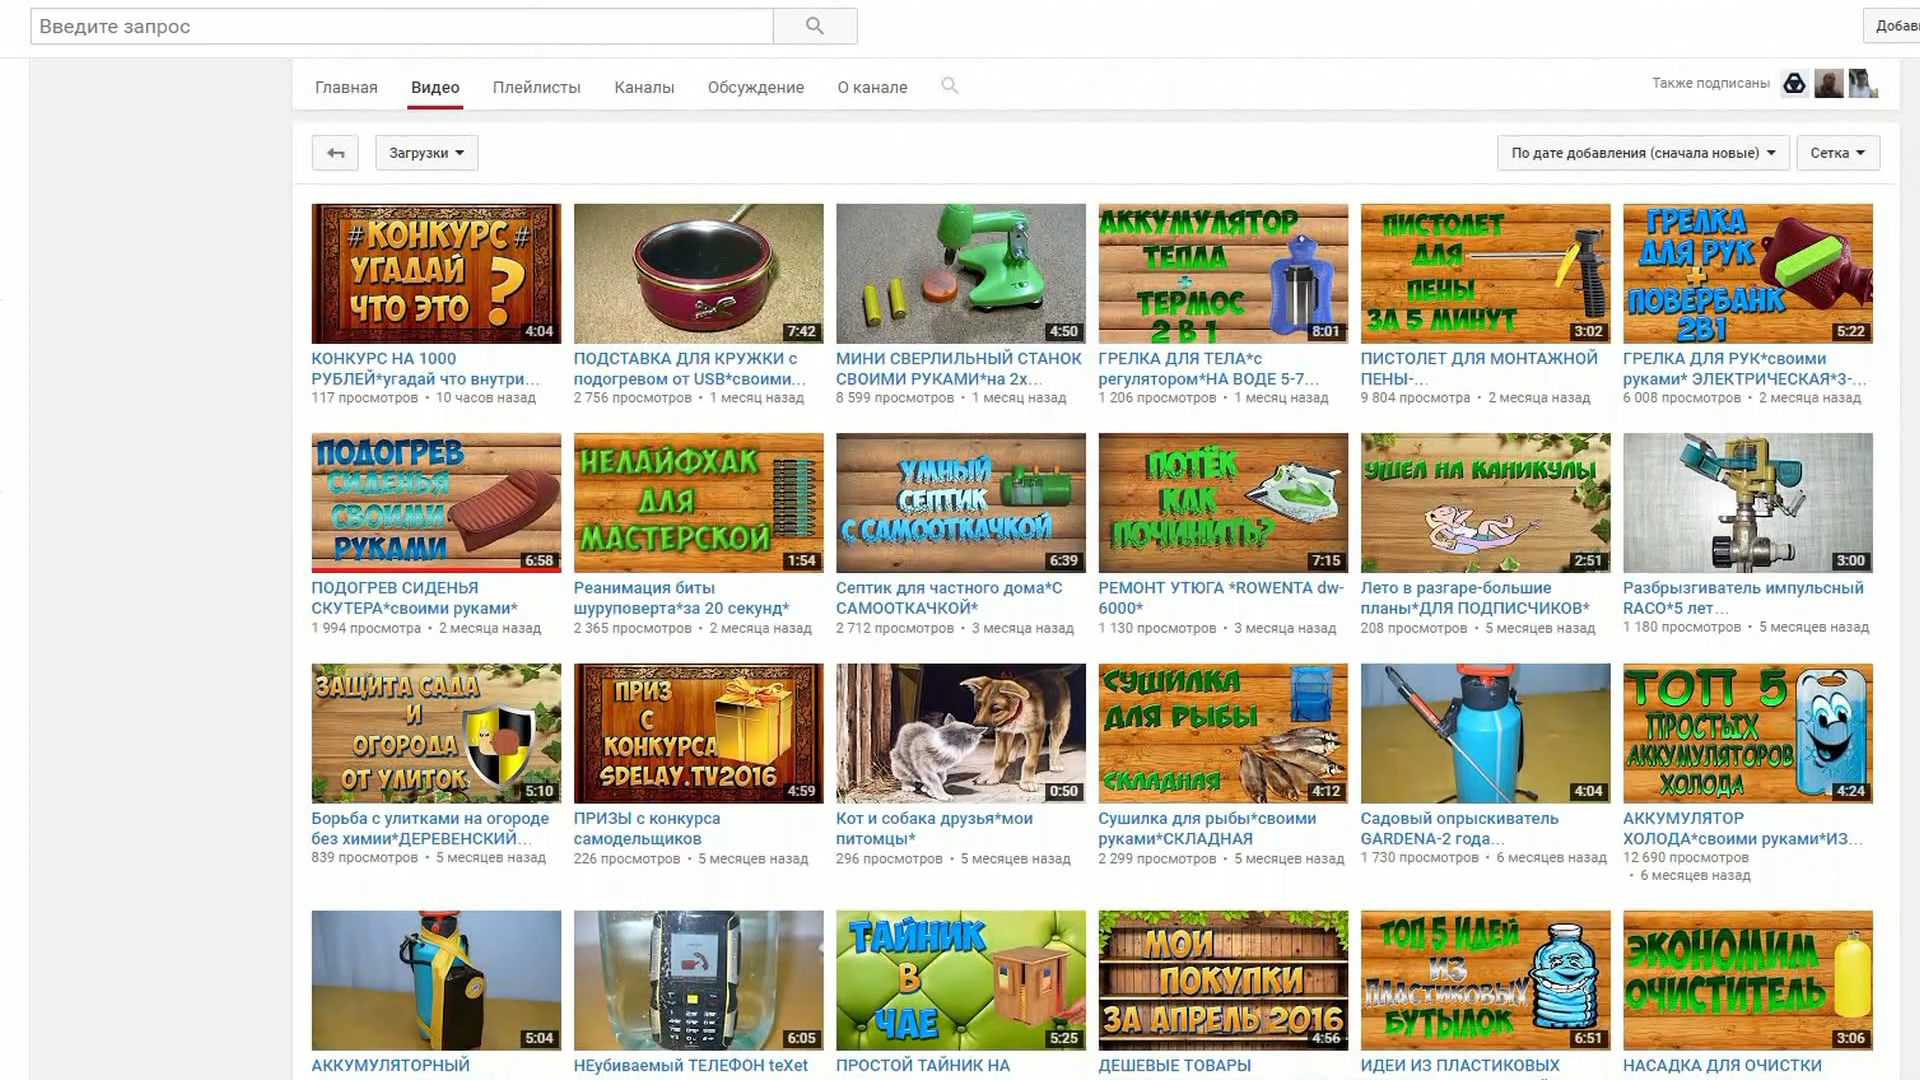 Введите запрос
Добав
Главная
Видео
Плейлисты
Каналы
Обсуждение
О канале
Также подписаны
Загрузки
По дате добавления (сначала новые)
Сетка
#КОНКУРС#
УГАДАЙ
ЧТО ЭТО
?
4:04
КОНКУРС НА 1000
РУБЛЕЙ*угадай что внутри...
117 просмотров • 10 часов назад
7:42
ПОДСТАВКА ДЛЯ КРУЖКИ с
подогревом от USB*своими...
2 756 просмотров • 1 месяц назад
4:50
МИНИ СВЕРЛИЛЬНЫЙ СТАНОК
СВОИМИ РУКАМИ*на 2х...
8 599 просмотров • 1 месяц назад
АККУМУЛЯТОР
ТЕПЛА
+
ТЕРМОС
2 В 1
8:01
ГРЕЛКА ДЛЯ ТЕЛА*с
регулятором*НА ВОДЕ 5-7...
1 206 просмотров • 1 месяц назад
ПИСТОЛЕТ
ДЛЯ
ПЕНЫ
ЗА 5 МИНУТ
3:02
ПИСТОЛЕТ ДЛЯ МОНТАЖНОЙ
ПЕНЫ-...
9 804 просмотра • 2 месяца назад
ГРЕЛКА
ДЛЯ РУК
+
ПОВЕРБАНК
2В1
5:22
ГРЕЛКА ДЛЯ РУК*своими
руками* ЭЛЕКТРИЧЕСКАЯ*3-...
6 008 просмотров • 2 месяца назад
ПОДОГРЕВ
СИДЕНЬЯ
СВОИМИ
РУКАМИ
6:58
ПОДОГРЕВ СИДЕНЬЯ
СКУТЕРА*своими руками*
1 994 просмотра • 2 месяца назад
НЕЛАЙФХАК
ДЛЯ
МАСТЕРСКОЙ
1:54
Реанимация биты
шуруповерта*за 20 секунд*
2 365 просмотров • 2 месяца назад
УМНЫЙ
СЕПТИК
С САМООТКАЧКОЙ
6:39
Септик для частного дома*С
САМООТКАЧКОЙ*
2 712 просмотров • 3 месяца назад
ПОТЁК
КАК
ПОЧИНИТЬ?
7:15
РЕМОНТ УТЮГА *ROWENTA dw-
6000*
1 130 просмотров • 3 месяца назад
УШЕЛ НА КАНИКУЛЫ
2:51
Лето в разгаре-большие
планы*ДЛЯ ПОДПИСЧИКОВ*
208 просмотров • 5 месяцев назад
3:00
Разбрызгиватель импульсный
RACO*5 лет...
1 180 просмотров • 5 месяцев назад
ЗАЩИТА САДА
И
ОГОРОДА
ОТ УЛИТОК
5:10
Борьба с улитками на огороде
без химии*ДЕРЕВЕНСКИЙ...
839 просмотров • 5 месяцев назад
ПРИЗ
С
КОНКУРСА
SDELAY.TV2016
4:59
ПРИЗЫ с конкурса
самодельщиков
226 просмотров • 5 месяцев назад
0:50
Кот и собака друзья*мои
питомцы*
296 просмотров • 5 месяцев назад
СУШИЛКА
ДЛЯ РЫБЫ
СКЛАДНАЯ
4:12
Сушилка для рыбы*своими
руками*СКЛАДНАЯ
2 299 просмотров • 5 месяцев назад
4:04
Садовый опрыскиватель
GARDENA-2 года...
1 730 просмотров • 6 месяцев назад
ТОП 5
ПРОСТЫХ
АККУМУЛЯТОРОВ
ХОЛОДА
4:24
АККУМУЛЯТОР
ХОЛОДА*своими руками*ИЗ...
12 690 просмотров
• 6 месяцев назад
5:04
АККУМУЛЯТОРНЫЙ
6:05
НЕубиваемый ТЕЛЕФОН teXet
ТАЙНИК
В
ЧАЕ
5:25
ПРОСТОЙ ТАЙНИК НА
МОИ
ПОКУПКИ
ЗА АПРЕЛЬ 2016
4:56
ДЕШЕВЫЕ ТОВАРЫ
ТОП 5 ИДЕЙ
ИЗ
ПЛАСТИКОВЫХ
БУТЫЛОК
6:51
ИДЕИ ИЗ ПЛАСТИКОВЫХ
ЭКОНОМИМ
ОЧИСТИТЕЛЬ
3:06
НАСАДКА ДЛЯ ОЧИСТКИ